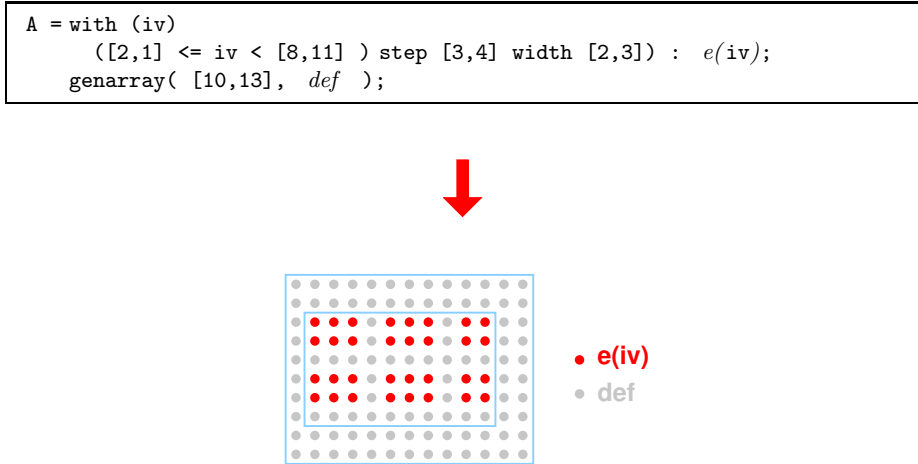 A = with (iv)
([2,1] <= iv < [8,11] ) step [3,4] width [2,3]) : e(iv);
genarray( [10,13], def );
e(iv)
def